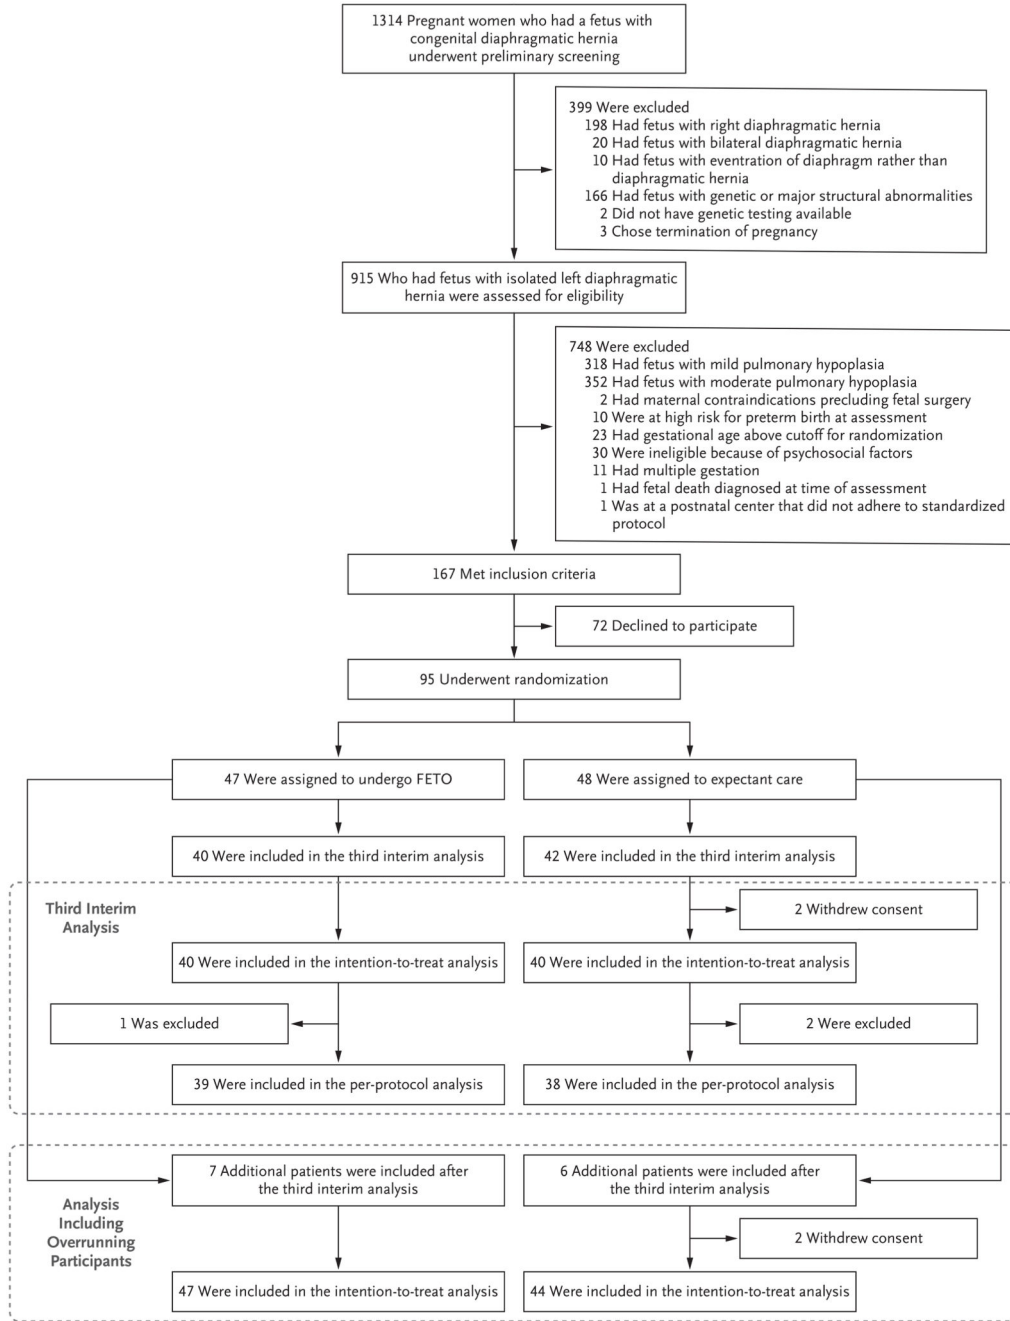 1314 Pregnant women who had a fetus with
congenital diaphragmatic hernia
underwent preliminary screening
399 Were excluded
198 Had fetus with right diaphragmatic hernia
20 Had fetus with bilateral diaphragmatic hernia
10 Had fetus with eventration of diaphragm rather than
diaphragmatic hernia
166 Had fetus with genetic or major structural abnormalities
2 Did not have genetic testing available
3 Chose termination of pregnancy
915 Who had fetus with isolated left diaphragmatic
hernia were assessed for eligibility
748 Were excluded
318 Had fetus with mild pulmonary hypoplasia
352 Had fetus with moderate pulmonary hypoplasia
2 Had maternal contraindications precluding fetal surgery
10 Were at high risk for preterm birth at assessment
23 Had gestational age above cutoff for randomization
30 Were ineligible because of psychosocial factors
11 Had multiple gestation
1 Had fetal death diagnosed at time of assessment
1 Was at a postnatal center that did not adhere to standardized
protocol
167 Met inclusion criteria
72 Declined to participate
95 Underwent randomization
47 Were assigned to undergo FETO
48 Were assigned to expectant care
40 Were included in the third interim analysis
42 Were included in the third interim analysis
Third Interim
Analysis
2 Withdrew consent
40 Were included in the intention-to-treat analysis
40 Were included in the intention-to-treat analysis
1 Was excluded
2 Were excluded
39 Were included in the per-protocol analysis
38 Were included in the per-protocol analysis
7 Additional patients were included after
the third interim analysis
6 Additional patients were included after
the third interim analysis
Analysis
Including
Overrunning
Participants
2 Withdrew consent
47 Were included in the intention-to-treat analysis
44 Were included in the intention-to-treat analysis